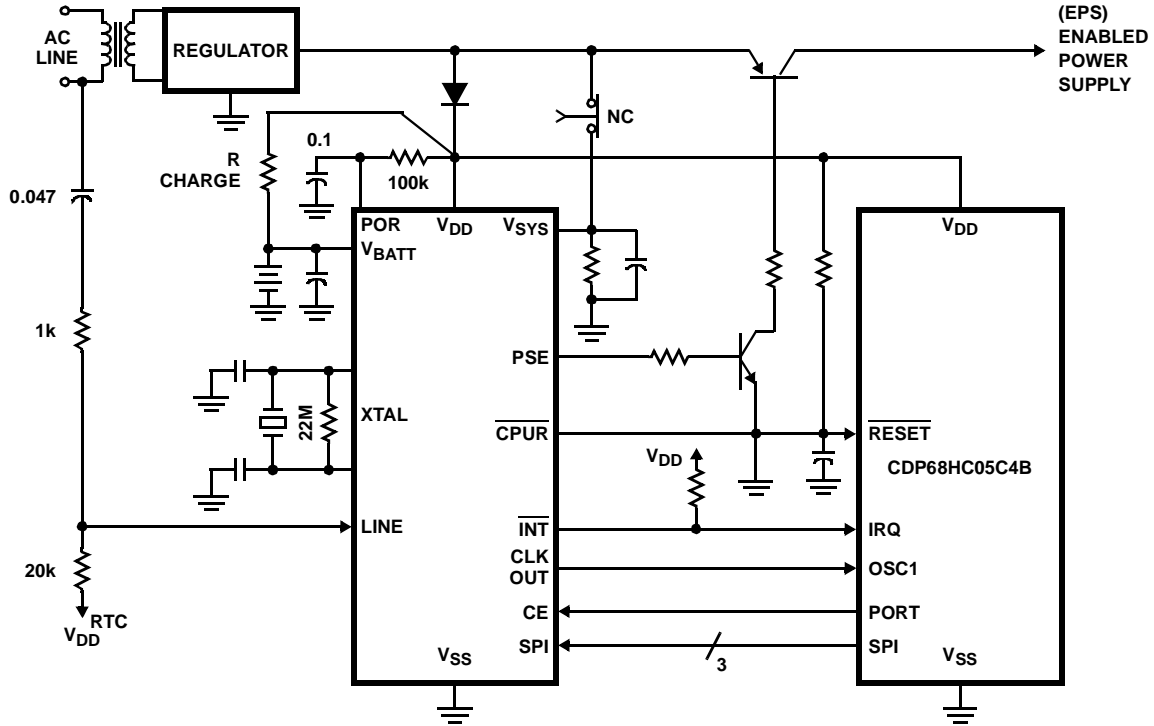 AC
LINE
REGULATOR
(EPS)
ENABLED
POWER
SUPPLY
NC
0.1
R
CHARGE
100k
0.047
POR
VDD
VSYS
VBATT
VDD
1k
PSE
XTAL
22M
CPUR
RESET
VDD
CDP68HC05C4B
LINE
INT
IRQ
20k
CLK
OUT
OSC1
RTC
VDD
CE
PORT
SPI
3
SPI
VSS
VSS